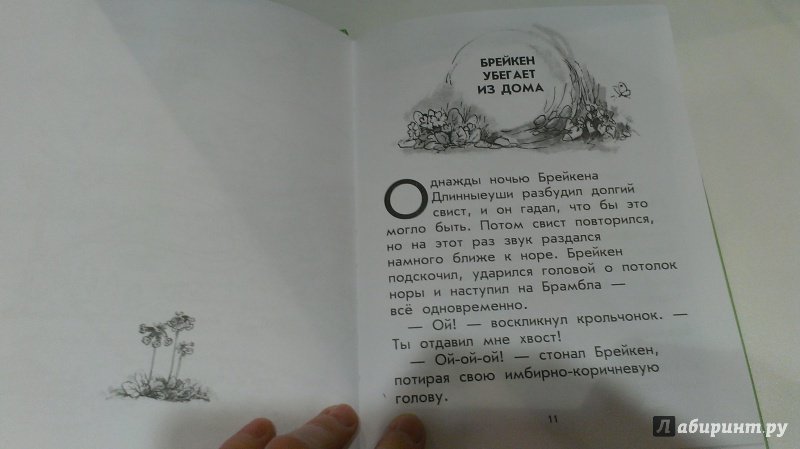 БРЕЙКЕН
УБЕГАЕТ
ИЗ ДОМА
Однажды ночью Брейкена
Длинныеуши разбудил долгий
свист, и он гадал, что бы это
могло быть. Потом свист повторился,
но на этот раз звук раздался
намного ближе к норе. Брейкен
подскочил, ударился головой о потолок
норы и наступил на Брамбла —
всё одновременно.
— Ой! — воскликнул крольчонок. —
Ты отдавил мне хвост!
— Ой-ой-ой! — стонал Брейкен,
потирая свою имбирно-коричневую
голову.
11
Лабиринт.ру